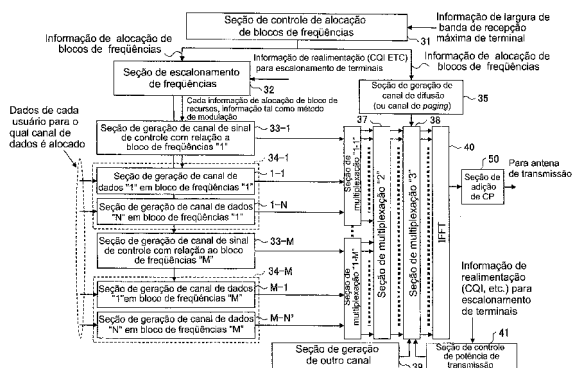 Seção de controle de alocação
de blocos de freqüências
31
Informação de largura de
banda de recepção
máxima de terminal
Informação de alocação de
blocos de freqüências
Informação de realimentação (CQI ETC)
para escalonamento de terminais
Informação de alocação
de blocos de freqüências
Seção de escalonamento
de freqüências
32
Seção de geração de
canal de difusão
(ou canal de paging)
35
Dados de cada
usuário para o
qual canal de
dados é alocado
Cada informação de alocação de bloco de
recursos, informação tal como método
de modulação
Seção de geração de canal de sinal
de controle com relação a
bloco de freqüências "1"
33-1
34-1
Seção de geração de canal de
dados "1" em bloco de freqüências "1"
1-1
Seção de geração de canal de dados
"N" em bloco de freqüências "1"
1-N
Seção de geração de canal de sinal
de controle com relação ao bloco
de freqüências "M"
33-M
34-M
Seção de geração de canal de dados
"1"em bloco de freqüências "M"
M-1
Seção de geração de canal de dados
"N" em bloco de freqüências "M"
M-N'
Seção de multiplexação "1-1"
Seção de multiplexação "1-M"
37
Seção de multiplexação "2"
38
Seção de multiplexação "3"
40
IFFT
50
Seção de
adição de
CP
Para antena
de transmissão
Informação de
realimentação
(CQI, etc.) para
escalonamento
de terminais
41
Seção de controle
de potência de
transmissão
Seção de geração
de outro canal
39